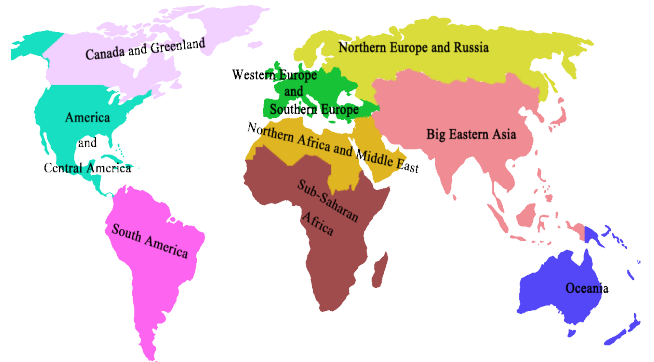 Canada and Greenland
Northern Europe and Russia
Western Europe
and
Southern Europe
America
and
Central America
Northern Africa and Middle East
Big Eastern Asia
Sub-Saharan
Africa
South America
Oceania